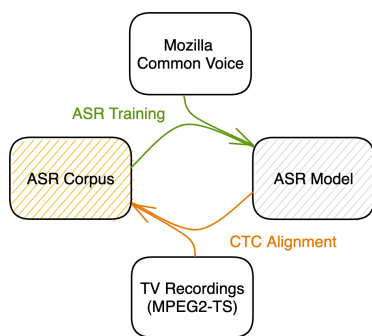 Mozilla
Common Voice
ASR Training
ASR Corpus
ASR Model
CTC Alignment
TV Recordings
(MPEG2-TS)